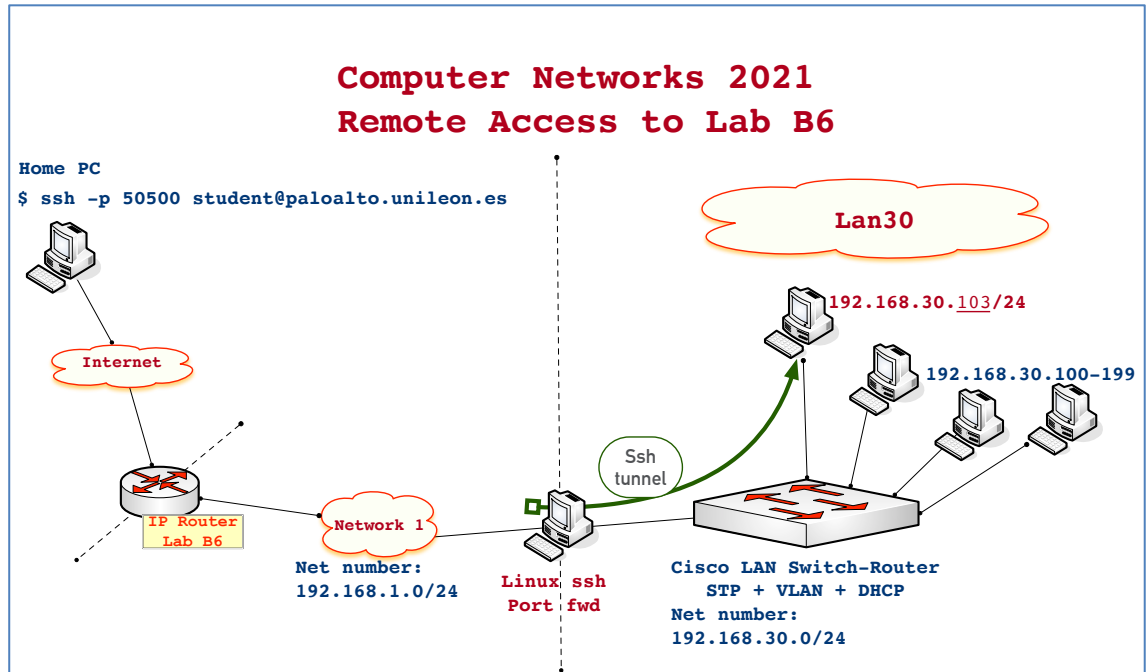 Computer Networks 2021
Remote Access to Lab B6
Home PC
$ ssh -p 50500 student@paloalto.unileon.es
Lan30
192.168.30.103/24
Internet
192.168.30.100-199
Ssh
tunnel
IP Router
Lab B6
Network 1
Net number:
192.168.1.0/24
Linux ssh
Port fwd
Cisco LAN Switch-Router
STP + VLAN + DHCP
Net number:
192.168.30.0/24